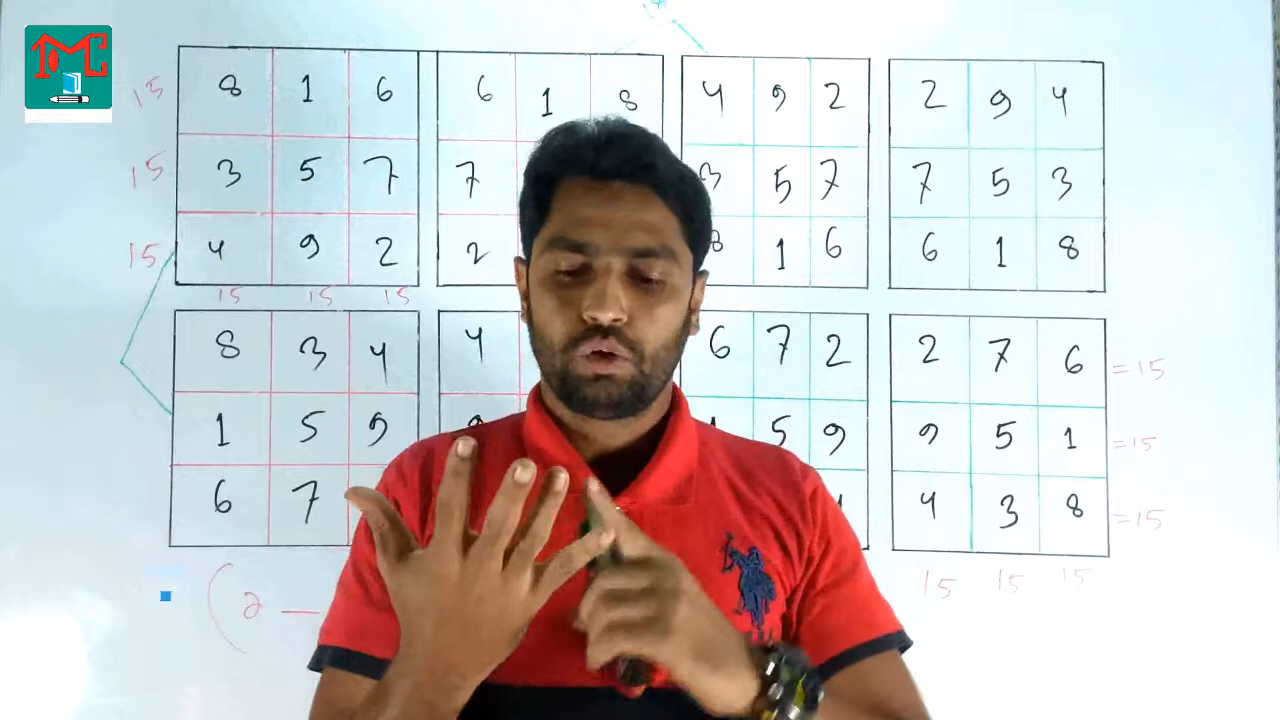 MC
15 8 1 6 6 1 8 4 9 2 2 9 4
15 3 5 7 7 3 5 7 7 5 3
15 4 9 2 2 8 1 6 6 1 8
15 15 15
8 3 4 4 6 7 2 2 7 6 =15
1 5 9 5 9 9 5 1 =15
6 7 4 3 8 =15
15 15 15